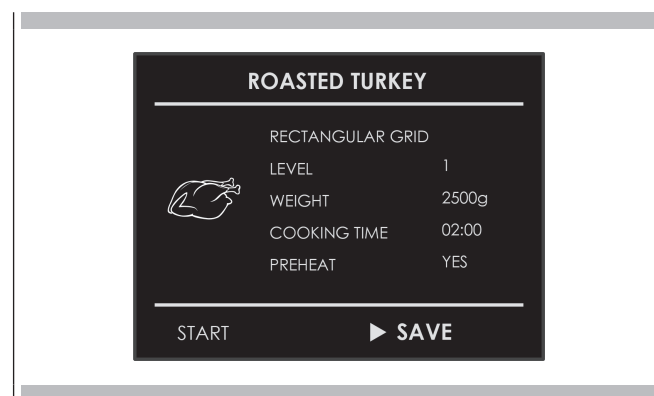 ROASTED TURKEY
RECTANGULAR GRID
LEVEL 1
WEIGHT 2500g
COOKING TIME 02:00
PREHEAT YES
START ▶ SAVE